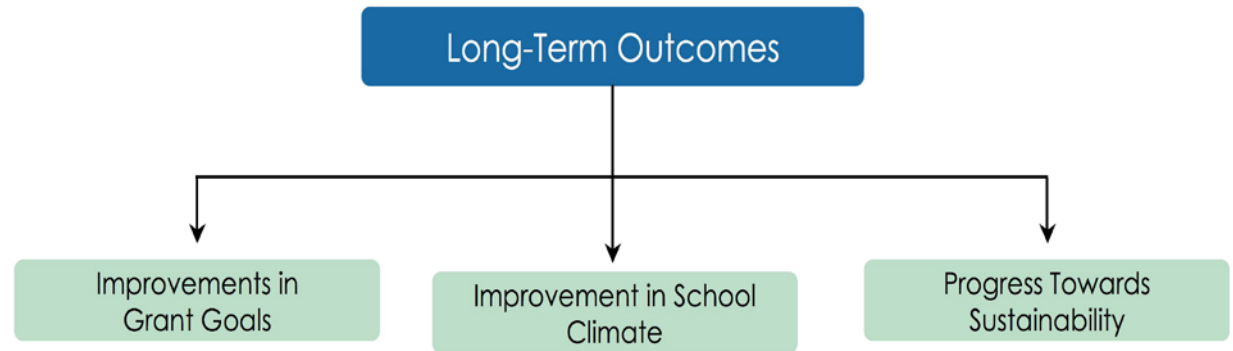 Long-Term Outcomes
Improvements in
Grant Goals
Improvement in School
Climate
Progress Towards
Sustainability